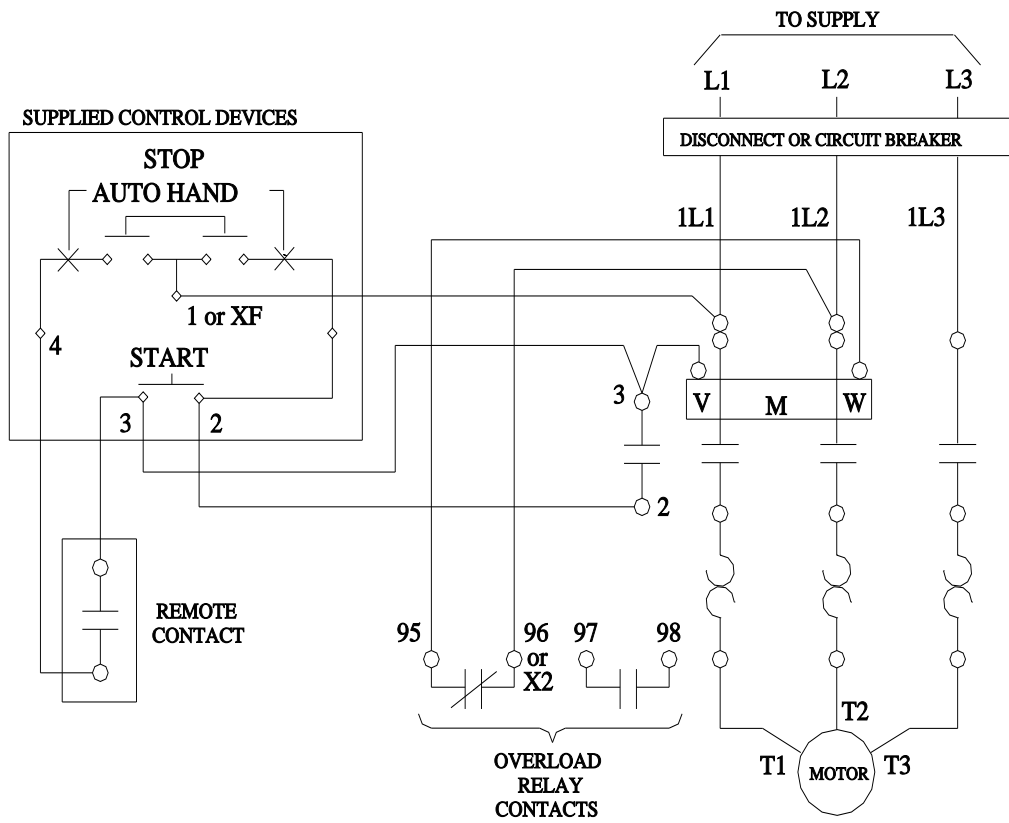 TO SUPPLY
L1
L2
L3
SUPPLIED CONTROL DEVICES
DISCONNECT OR CIRCUIT BREAKER
STOP
AUTO HAND
1L1
1L2
1L3
1 or XF
4
START
3
2
3
V
M
W
2
REMOTE
CONTACT
95
96
or
X2
97
98
OVERLOAD
RELAY
CONTACTS
T1
T2
T3
MOTOR